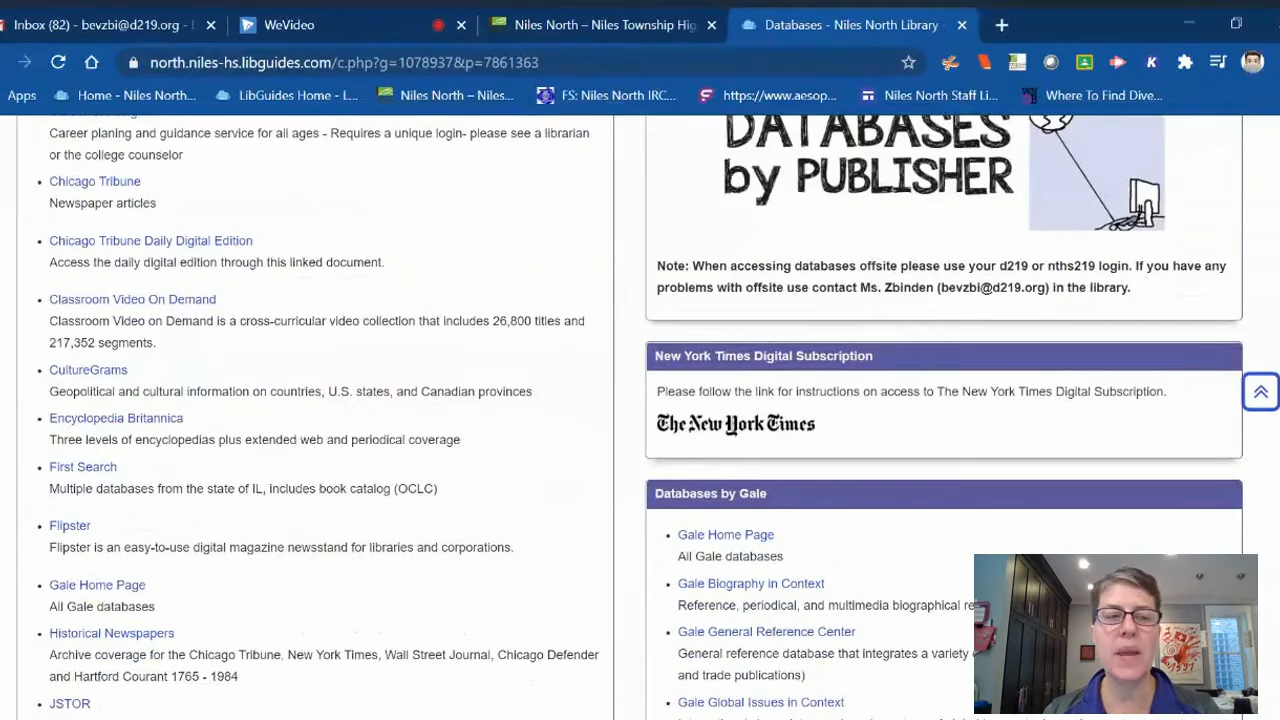 Inbox (82) - bevzbi@d219.org -
WeVideo
Niles North – Niles Township Hig
Databases - Niles North Library -
north.niles-hs.libguides.com/c.php?g=1078937&p=7861363
Apps
Home - Niles North...
LibGuides Home - L...
Niles North – Niles...
FS: Niles North IRC...
https://www.aesop...
Niles North Staff Li...
Where To Find Dive...
Career planing and guidance service for all ages - Requires a unique login- please see a librarian
or the college counselor
Chicago Tribune
Newspaper articles
Chicago Tribune Daily Digital Edition
Access the daily digital edition through this linked document.
Classroom Video On Demand
Classroom Video on Demand is a cross-curricular video collection that includes 26,800 titles and
217,352 segments.
CultureGrams
Geopolitical and cultural information on countries, U.S. states, and Canadian provinces
Encyclopedia Britannica
Three levels of encyclopedias plus extended web and periodical coverage
First Search
Multiple databases from the state of IL, includes book catalog (OCLC)
Flipster
Flipster is an easy-to-use digital magazine newsstand for libraries and corporations.
Gale Home Page
All Gale databases
Historical Newspapers
Archive coverage for the Chicago Tribune, New York Times, Wall Street Journal, Chicago Defender
and Hartford Courant 1765 - 1984
JSTOR
DATABASES
by PUBLISHER
Note: When accessing databases offsite please use your d219 or nths219 login. If you have any
problems with offsite use contact Ms. Zbinden (bevzbi@d219.org) in the library.
New York Times Digital Subscription
Please follow the link for instructions on access to The New York Times Digital Subscription.
The New York Times
Databases by Gale
Gale Home Page
All Gale databases
Gale Biography in Context
Reference, periodical, and multimedia biographical re
Gale General Reference Center
General reference database that integrates a variety
and trade publications)
Gale Global Issues in Context